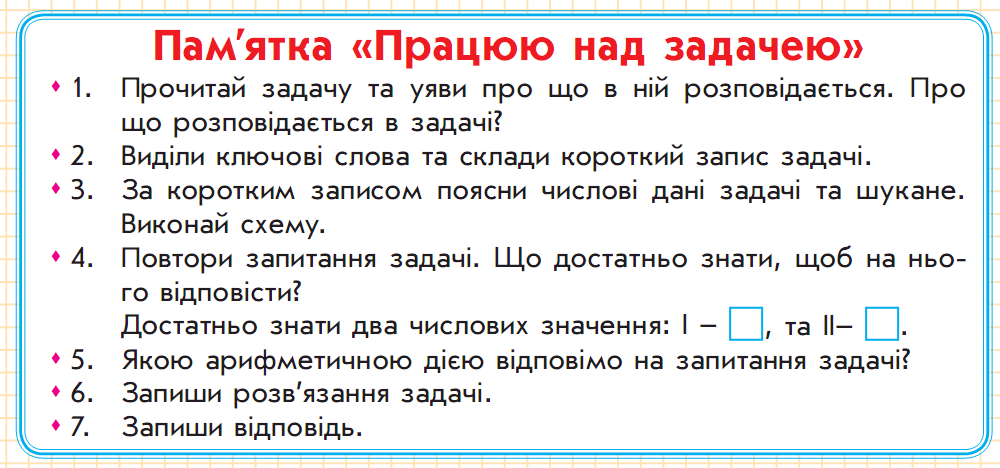 Пам’ятка «Працюю над задачею»
♦ 1. Прочитай задачу та уяви про що в ній розповідається. Про
що розповідається в задачі?
♦ 2. Виділи ключові слова та склади короткий запис задачі.
♦ 3. За коротким записом поясни числові дані задачі та шукане.
Виконай схему.
♦ 4. Повтори запитання задачі. Що достатньо знати, щоб на ньо-
го відповісти?
Достатньо знати два числових значення: І – □, та ІІ– □.
♦ 5. Якою арифметичною дією відповімо на запитання задачі?
♦ 6. Запиши розв’язання задачі.
♦ 7. Запиши відповідь.